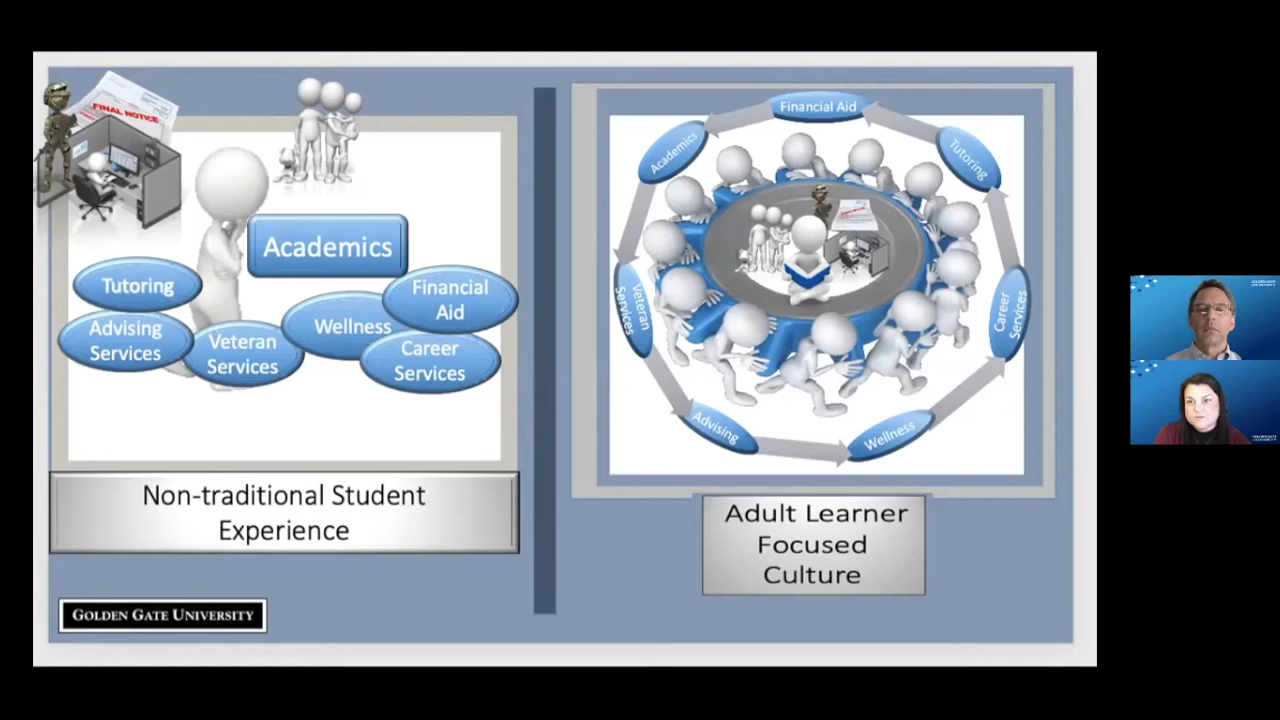 FINAL NOTICE
Academics
Tutoring
Advising
Services
Veteran
Services
Wellness
Financial
Aid
Career
Services
Non-traditional Student
Experience
GOLDEN GATE UNIVERSITY
Financial Aid
Academics
Tutoring
Veteran
Services
Career
Services
Advising
Wellness
Adult Learner
Focused
Culture